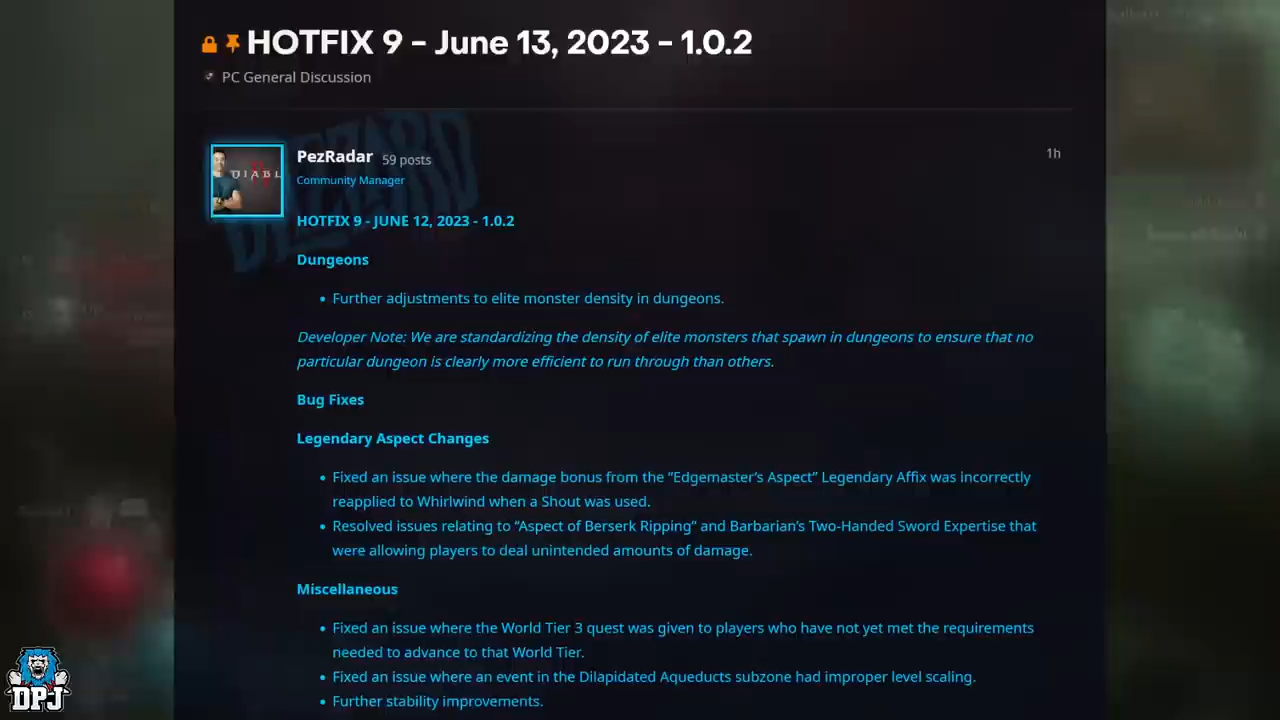 HOTFIX 9 – June 13, 2023 – 1.0.2
PC General Discussion
PezRadar 59 posts
1h
Community Manager
DIABL
HOTFIX 9 - JUNE 12, 2023 - 1.0.2
Dungeons
• Further adjustments to elite monster density in dungeons.
Developer Note: We are standardizing the density of elite monsters that spawn in dungeons to ensure that no
particular dungeon is clearly more efficient to run through than others.
Bug Fixes
Legendary Aspect Changes
• Fixed an issue where the damage bonus from the “Edgemaster’s Aspect” Legendary Affix was incorrectly
reapplied to Whirlwind when a Shout was used.
• Resolved issues relating to “Aspect of Berserk Ripping” and Barbarian’s Two-Handed Sword Expertise that
were allowing players to deal unintended amounts of damage.
Miscellaneous
• Fixed an issue where the World Tier 3 quest was given to players who have not yet met the requirements
needed to advance to that World Tier.
• Fixed an issue where an event in the Dilapidated Aqueducts subzone had improper level scaling.
• Further stability improvements.
DPJ